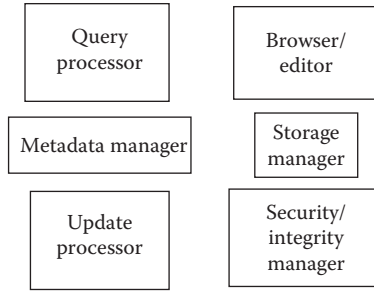 Query
processor
Browser/
editor
Metadata manager
Storage
manager
Update
processor
Security/
integrity
manager